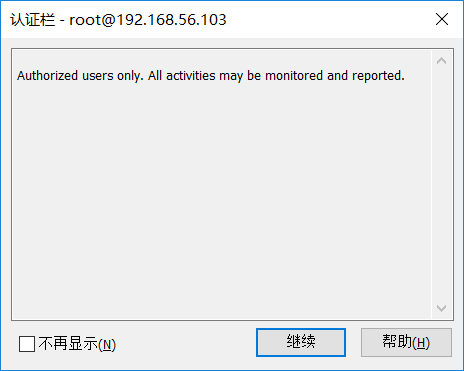 认证栏 - root@192.168.56.103
Authorized users only. All activities may be monitored and reported.
不再显示(N)
继续
帮助(H)